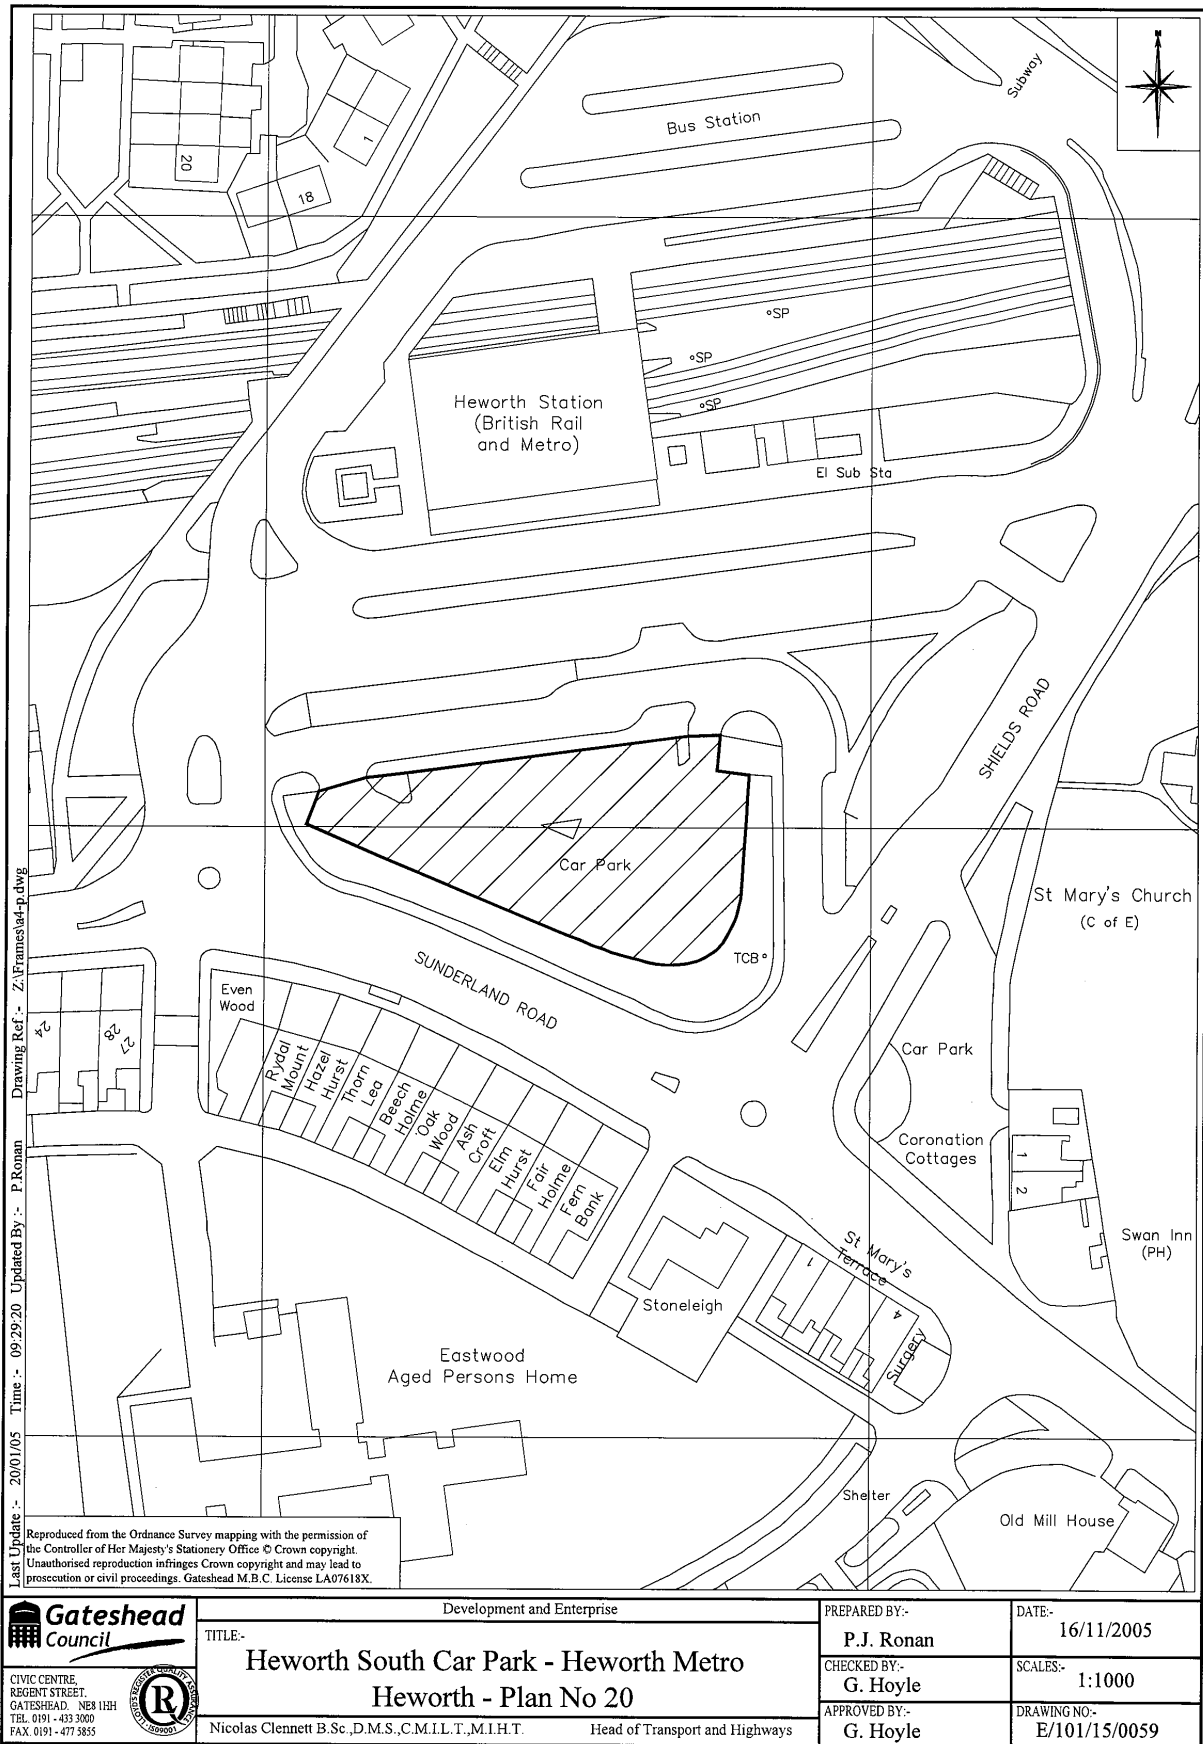 N
Subway
Bus Station
1
20
18
°SP
°SP
°SP
Heworth Station
(British Rail
and Metro)
El Sub Sta
SHIELDS ROAD
Car Park
St Mary's Church
(C of E)
TCB°
SUNDERLAND ROAD
Even
Wood
24
28
27
Rydal
Mount
Hazel
Hurst
Thorn
Lea
Beech
Holme
Oak
Wood
Ash
Croft
Elm
Hurst
Fair
Holme
Fern
Bank
Car Park
Coronation
Cottages
1
2
Swan Inn
(PH)
St Mary's
Terrace
1
4
Surgery
Stoneleigh
Eastwood
Aged Persons Home
Shelter
Old Mill House
Last Update :- 20/01/05 Time :- 09:29:20 Updated By :- P.Ronan Drawing Ref :- Z:\Frames\a4-p.dwg
Reproduced from the Ordnance Survey mapping with the permission of
the Controller of Her Majesty's Stationery Office © Crown copyright.
Unauthorised reproduction infringes Crown copyright and may lead to
prosecution or civil proceedings. Gateshead M.B.C. License LA07618X.
Gateshead
Council
CIVIC CENTRE,
REGENT STREET,
GATESHEAD. NE8 1HH
TEL. 0191 - 433 3000
FAX. 0191 - 477 5855
LLOYD'S REGISTER QUALITY ASSURANCE
R
ISO9001
Development and Enterprise
TITLE:-
Heworth South Car Park - Heworth Metro
Heworth - Plan No 20
Nicolas Clennett B.Sc.,D.M.S.,C.M.I.L.T.,M.I.H.T. Head of Transport and Highways
PREPARED BY:-
P.J. Ronan
DATE:-
16/11/2005
CHECKED BY:-
G. Hoyle
SCALES:-
1:1000
APPROVED BY:-
G. Hoyle
DRAWING NO:-
E/101/15/0059